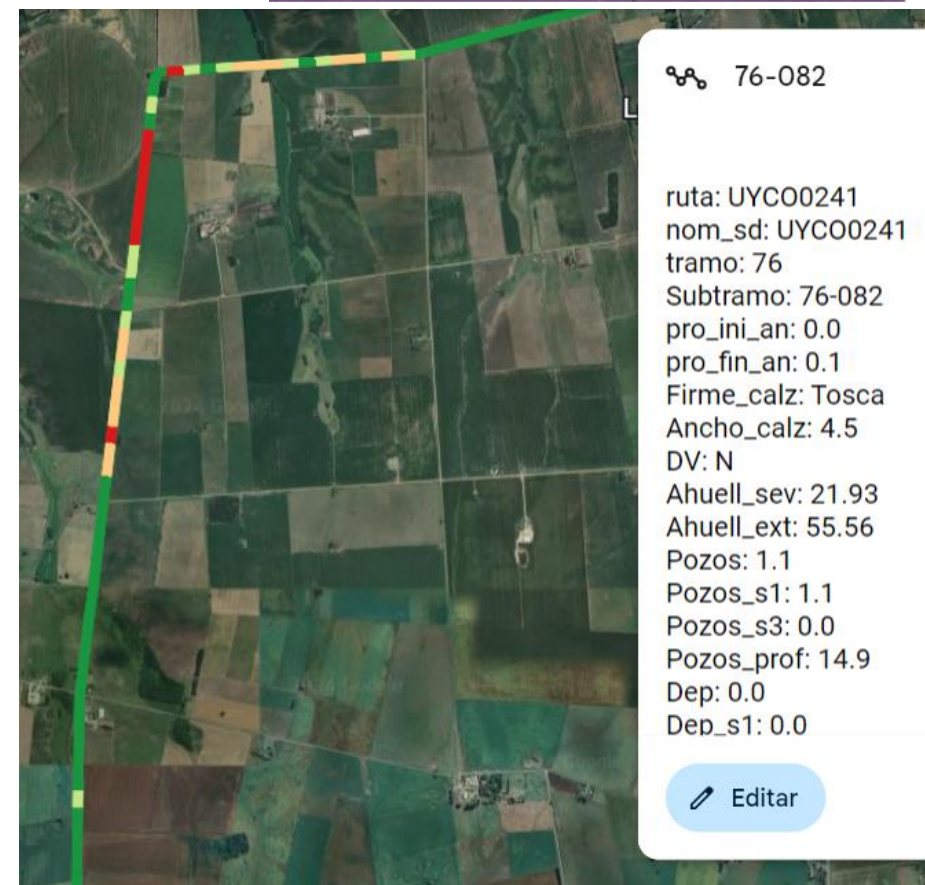 76-082
ruta: UYCO0241
nom_sd: UYCO0241
tramo: 76
Subtramo: 76-082
pro_ini_an: 0.0
pro_fin_an: 0.1
Firme_calz: Tosca
Ancho_calz: 4.5
DV: N
Ahuell_sev: 21.93
Ahuell_ext: 55.56
Pozos: 1.1
Pozos_s1: 1.1
Pozos_s3: 0.0
Pozos_prof: 14.9
Dep: 0.0
Dep_s1: 0.0
Editar